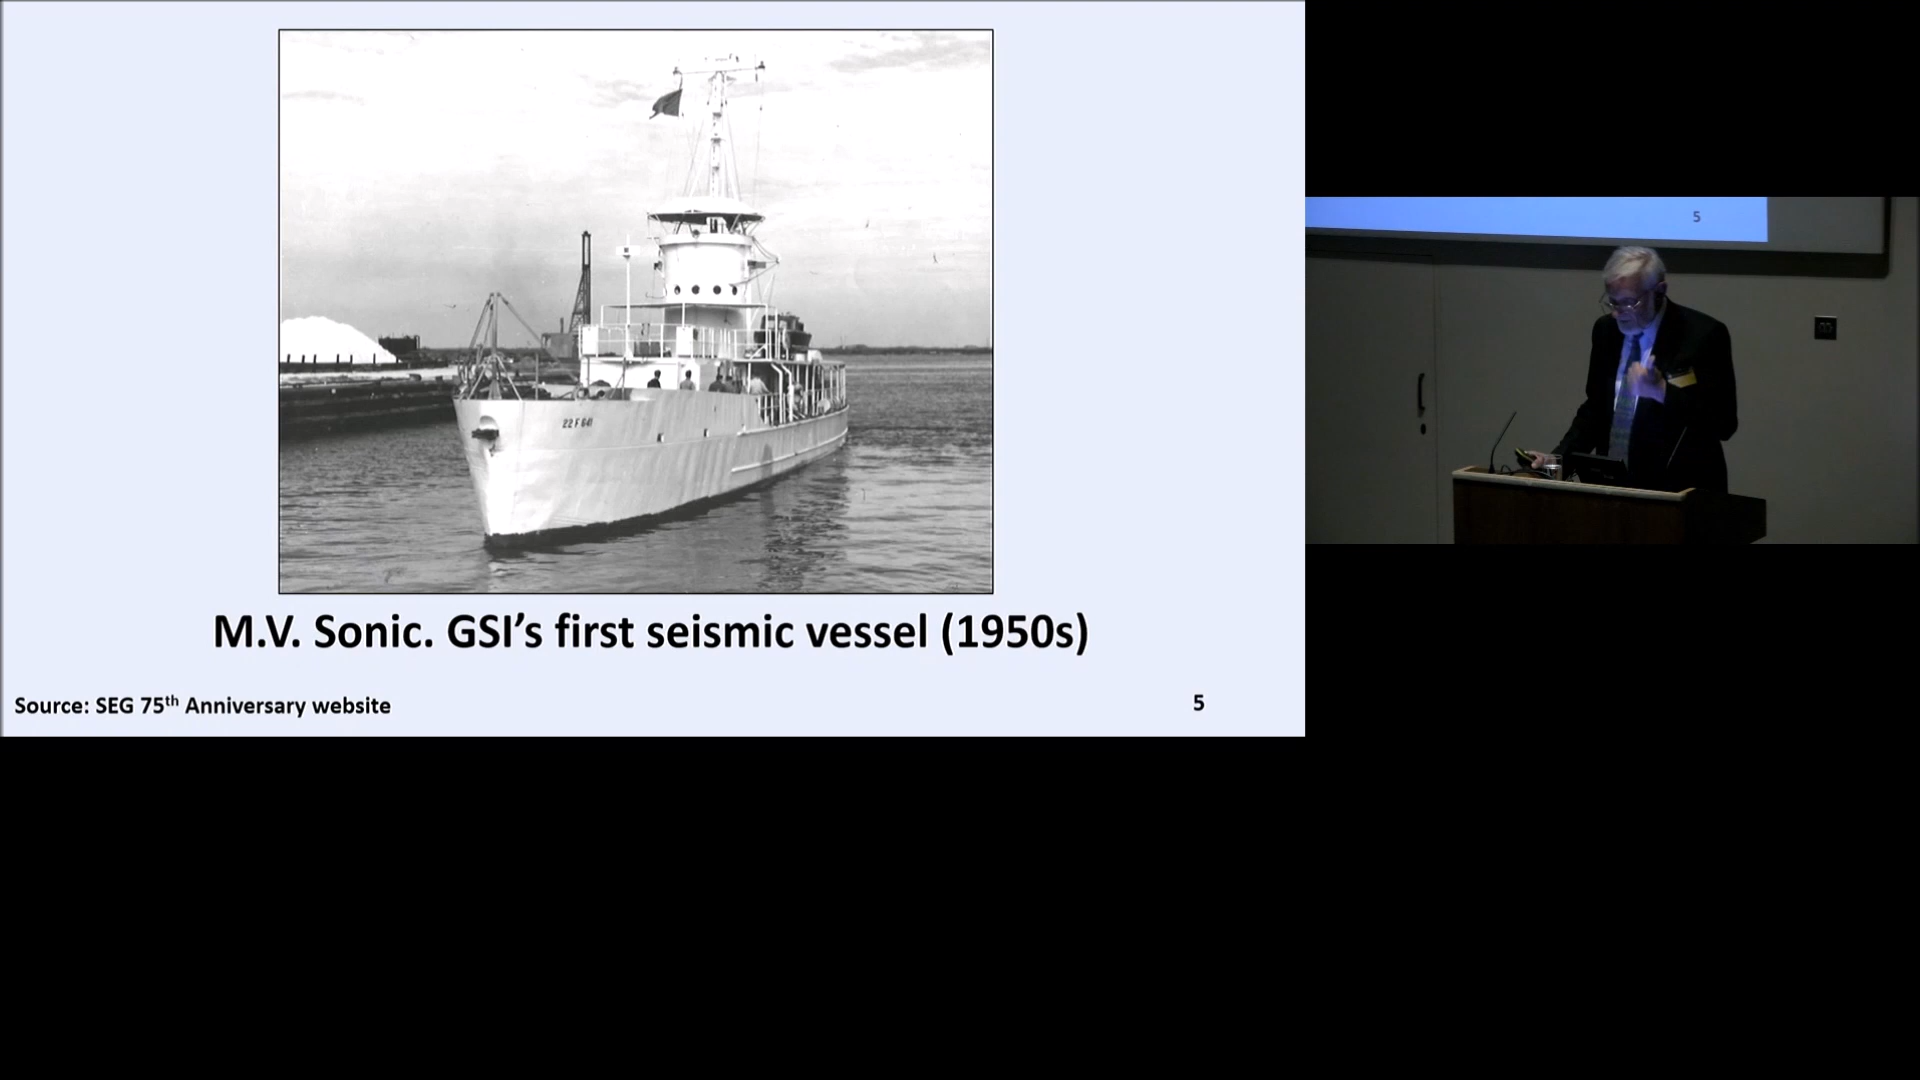 22 F 641
M.V. Sonic. GSI’s first seismic vessel (1950s)
Source: SEG 75th Anniversary website
5
5